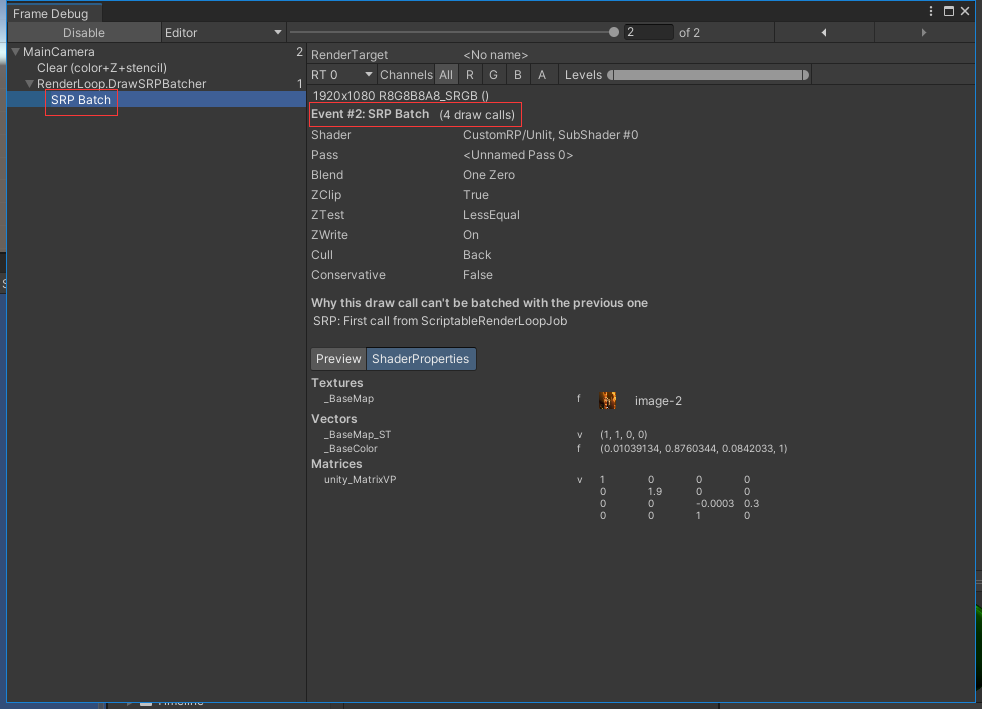 Frame Debug
Disable Editor 2 of 2
MainCamera 2
Clear (color+Z+stencil)
RenderLoop.DrawSRPBatcher 1
SRP Batch
RenderTarget <No name>
RT 0 Channels All R G B A Levels
1920x1080 R8G8B8A8_SRGB ()
Event #2: SRP Batch (4 draw calls)
Shader CustomRP/Unlit, SubShader #0
Pass <Unnamed Pass 0>
Blend One Zero
ZClip True
ZTest LessEqual
ZWrite On
Cull Back
Conservative False
Why this draw call can't be batched with the previous one
SRP: First call from ScriptableRenderLoopJob
Preview ShaderProperties
Textures
_BaseMap f image-2
Vectors
_BaseMap_ST v (1, 1, 0, 0)
_BaseColor f (0.01039134, 0.8760344, 0.0842033, 1)
Matrices
unity_MatrixVP v 1 0 0 0
0 1.9 0 0
0 0 -0.0003 0.3
0 0 1 0